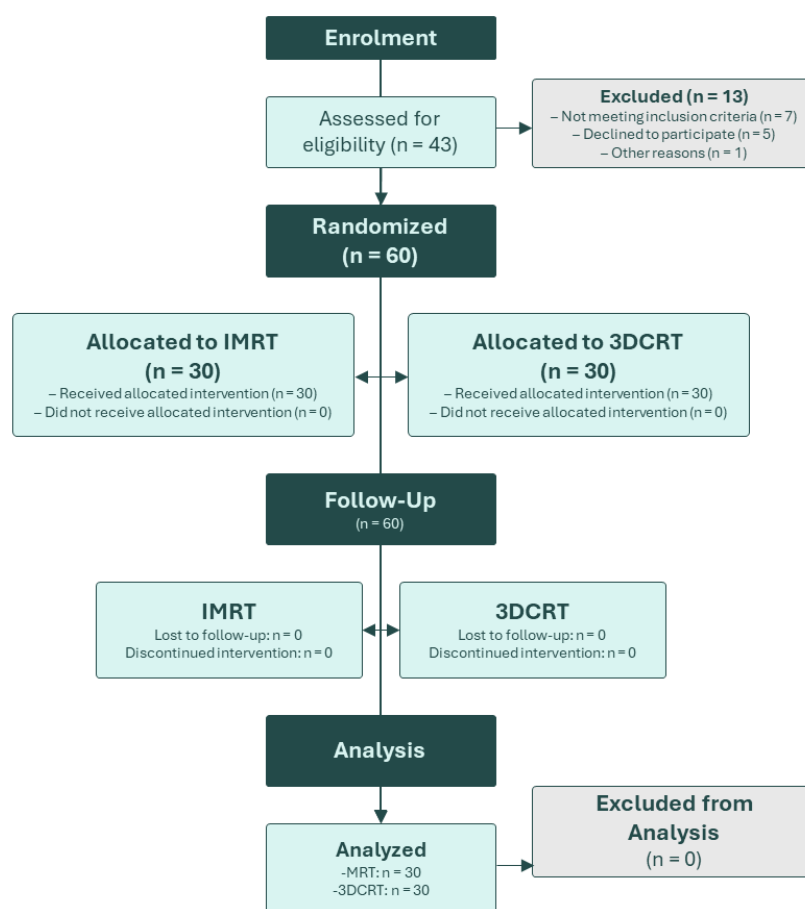 Enrolment
Assessed for
eligibility (n = 43)
Excluded (n = 13)
– Not meeting inclusion criteria (n = 7)
– Declined to participate (n = 5)
– Other reasons (n = 1)
Randomized
(n = 60)
Allocated to IMRT
(n = 30)
– Received allocated intervention (n = 30)
– Did not receive allocated intervention (n = 0)
Allocated to 3DCRT
(n = 30)
– Received allocated intervention (n = 30)
– Did not receive allocated intervention (n = 0)
Follow-Up
(n = 60)
IMRT
Lost to follow-up: n = 0
Discontinued intervention: n = 0
3DCRT
Lost to follow-up: n = 0
Discontinued intervention: n = 0
Analysis
Analyzed
-MRT: n = 30
-3DCRT: n = 30
Excluded from
Analysis
(n = 0)